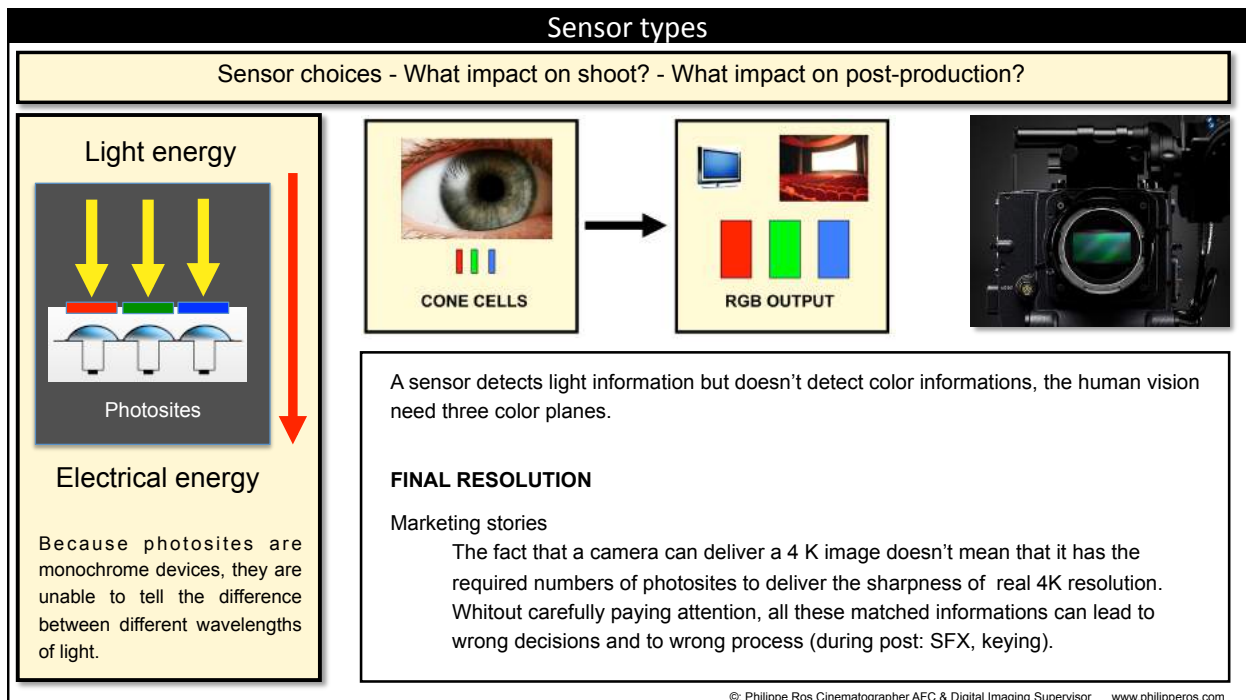 Sensor types
Sensor choices - What impact on shoot? - What impact on post-production?
Light energy
Photosites
Electrical energy
Because photosites are
monochrome devices, they are
unable to tell the difference
between different wavelengths
of light.
CONE CELLS
RGB OUTPUT
A sensor detects light information but doesn't detect color informations, the human vision
need three color planes.
FINAL RESOLUTION
Marketing stories
The fact that a camera can deliver a 4 K image doesn't mean that it has the
required numbers of photosites to deliver the sharpness of real 4K resolution.
Whitout carefully paying attention, all these matched informations can lead to
wrong decisions and to wrong process (during post: SFX, keying).
©: Philippe Ros Cinematographer AFC & Digital Imaging Supervisor www.philipperos.com